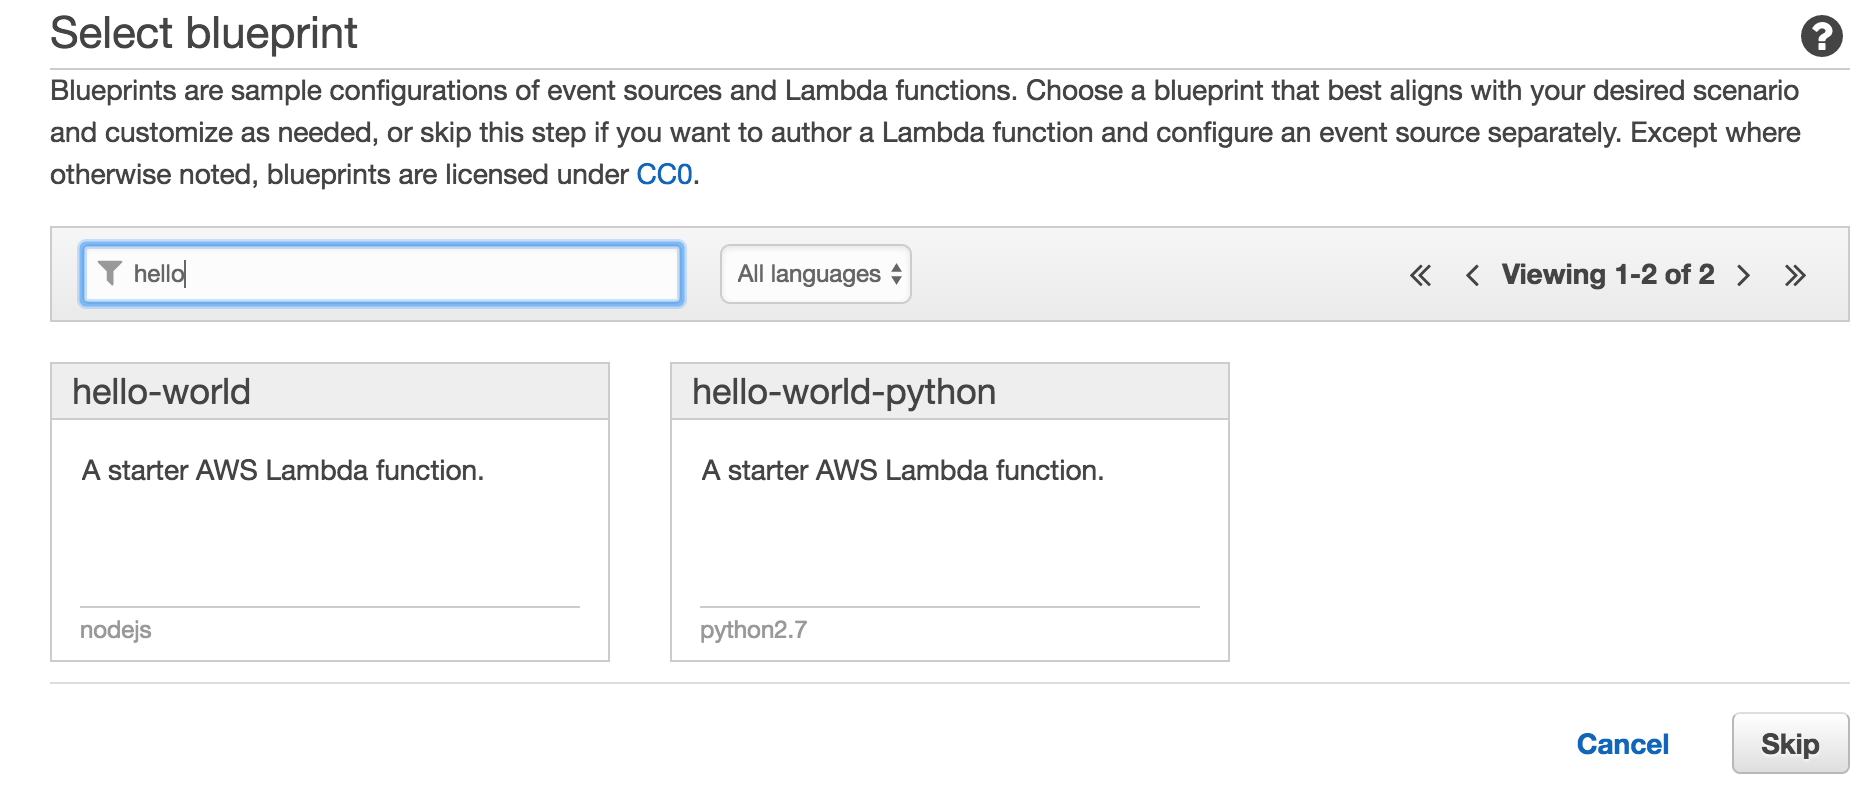 Select blueprint
?
Blueprints are sample configurations of event sources and Lambda functions. Choose a blueprint that best aligns with your desired scenario
and customize as needed, or skip this step if you want to author a Lambda function and configure an event source separately. Except where
otherwise noted, blueprints are licensed under CC0.
hello
All languages
« < Viewing 1-2 of 2 > »
hello-world
A starter AWS Lambda function.
nodejs
hello-world-python
A starter AWS Lambda function.
python2.7
Cancel
Skip